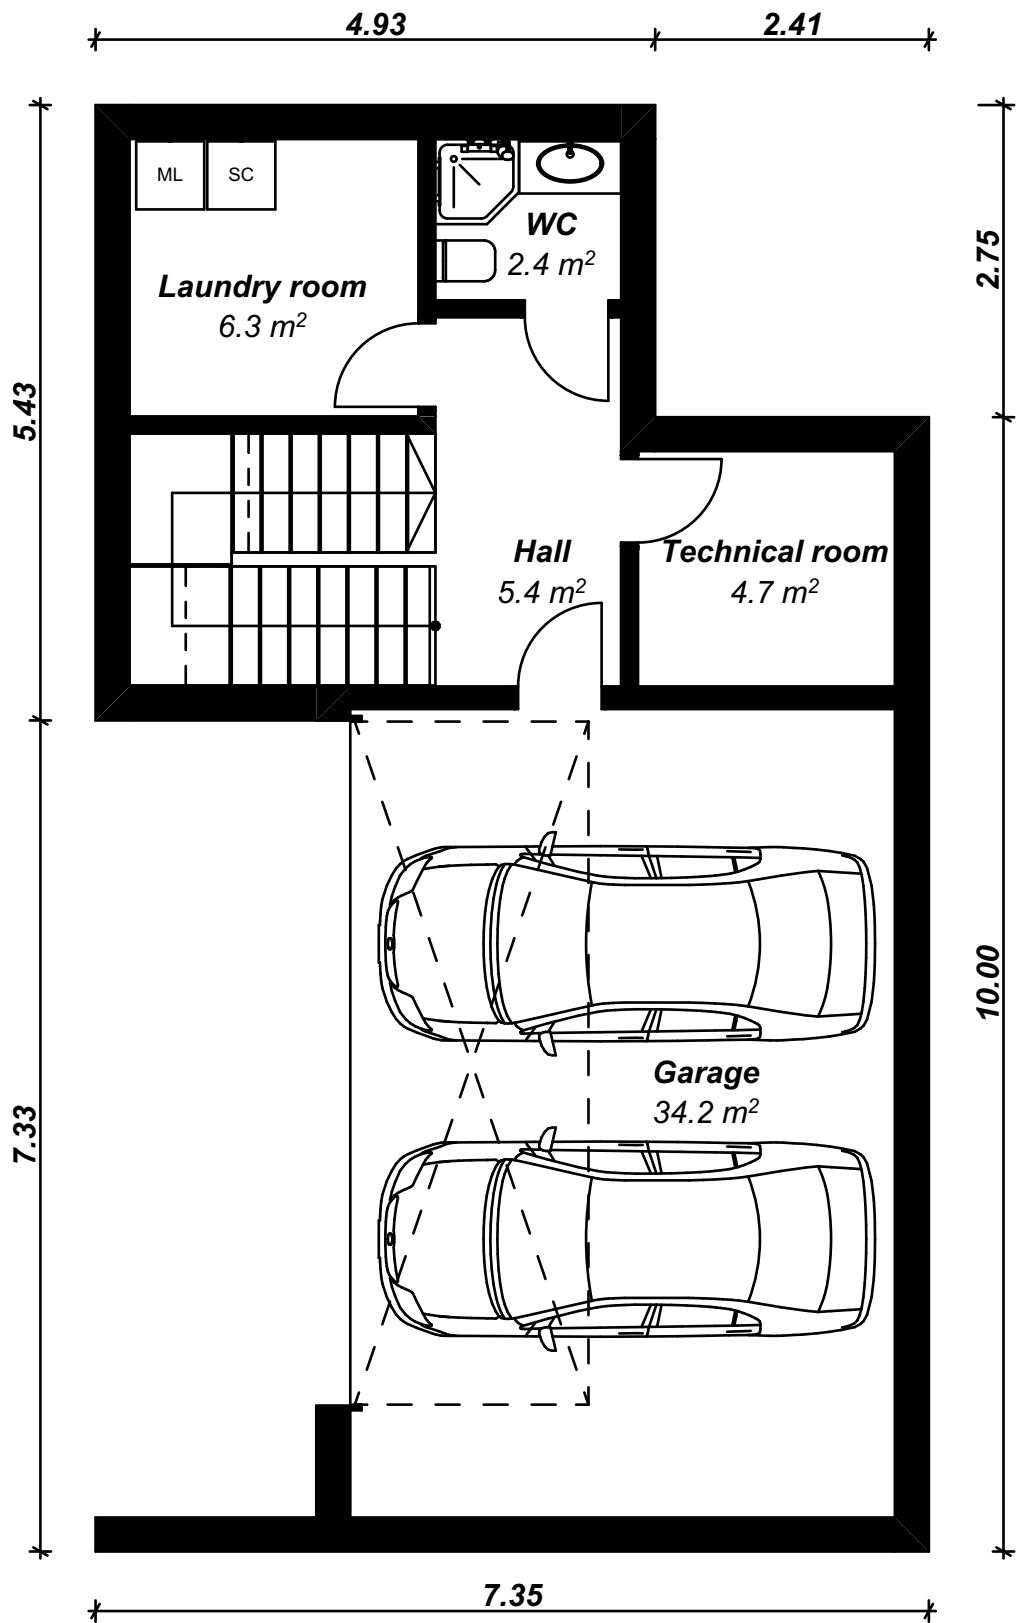 4.93
2.41
ML
SC
WC
2.4 m²
2.75
Laundry room
6.3 m²
5.43
Hall
5.4 m²
Technical room
4.7 m²
10.00
Garage
34.2 m²
7.33
7.35